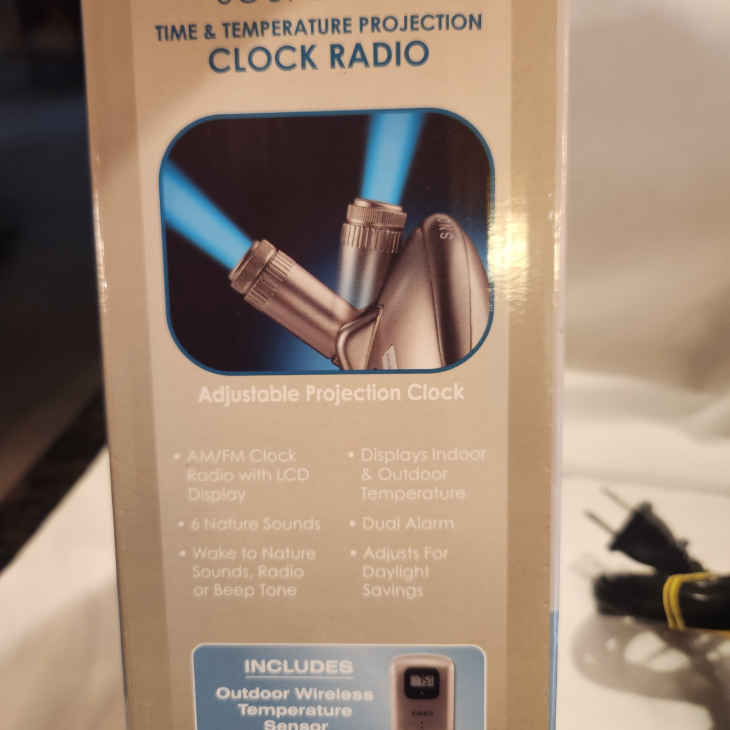 TIME & TEMPERATURE PROJECTION
CLOCK RADIO
Adjustable Projection Clock
• AM/FM Clock
Radio with LCD
Display
• 6 Nature Sounds
• Wake to Nature
Sounds, Radio
or Beep Tone
• Displays Indoor
& Outdoor
Temperature
• Dual Alarm
• Adjusts For
Daylight
Savings
INCLUDES
Outdoor Wireless
Temperature
Sensor
75